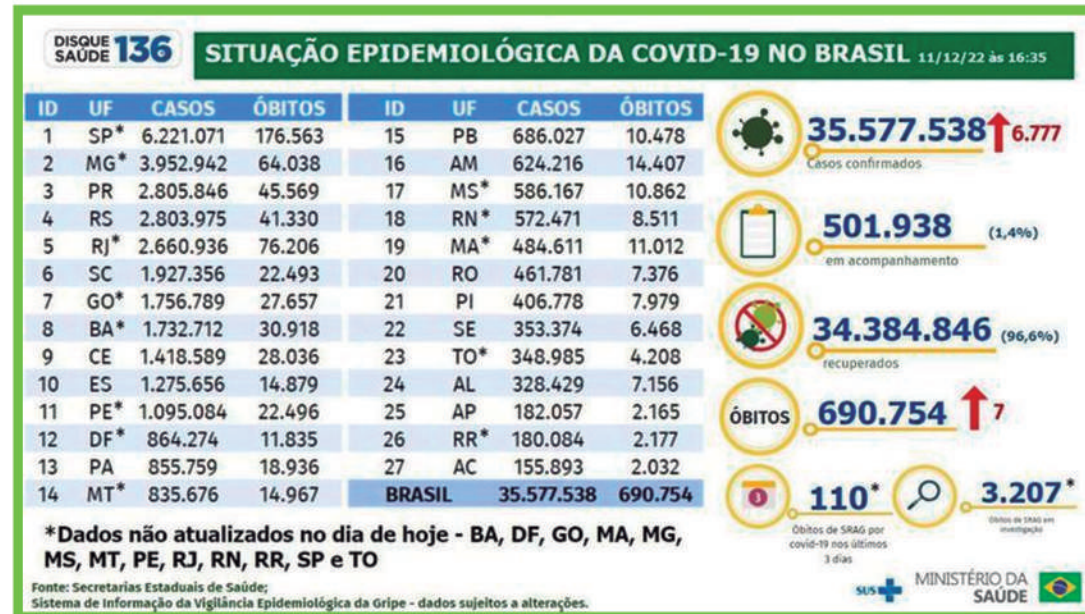 DISQUE
SAÚDE 136
SITUAÇÃO EPIDEMIOLÓGICA DA COVID-19 NO BRASIL 11/12/22 às 16:35
ID UF CASOS ÓBITOS
1 SP* 6.221.071 176.563
2 MG* 3.952.942 64.038
3 PR 2.805.846 45.569
4 RS 2.803.975 41.330
5 RJ* 2.660.936 76.206
6 SC 1.927.356 22.493
7 GO* 1.756.789 27.657
8 BA* 1.732.712 30.918
9 CE 1.418.589 28.036
10 ES 1.275.656 14.879
11 PE* 1.095.084 22.496
12 DF* 864.274 11.835
13 PA 855.759 18.936
14 MT* 835.676 14.967
ID UF CASOS ÓBITOS
15 PB 686.027 10.478
16 AM 624.216 14.407
17 MS* 586.167 10.862
18 RN* 572.471 8.511
19 MA* 484.611 11.012
20 RO 461.781 7.376
21 PI 406.778 7.979
22 SE 353.374 6.468
23 TO* 348.985 4.208
24 AL 328.429 7.156
25 AP 182.057 2.165
26 RR* 180.084 2.177
27 AC 155.893 2.032
BRASIL 35.577.538 690.754
*Dados não atualizados no dia de hoje - BA, DF, GO, MA, MG,
MS, MT, PE, RJ, RN, RR, SP e TO
Fonte: Secretarias Estaduais de Saúde;
Sistema de Informação da Vigilância Epidemiológica da Gripe - dados sujeitos a alterações.
35.577.538 6.777
Casos confirmados
501.938 (1,4%)
em acompanhamento
34.384.846 (96,6%)
recuperados
ÓBITOS 690.754 7
3 110*
Óbitos de SRAG por
covid-19 nos últimos
3 dias
3.207*
Óbitos de SRAG em
investigação
SUS
MINISTÉRIO DA
SAÚDE